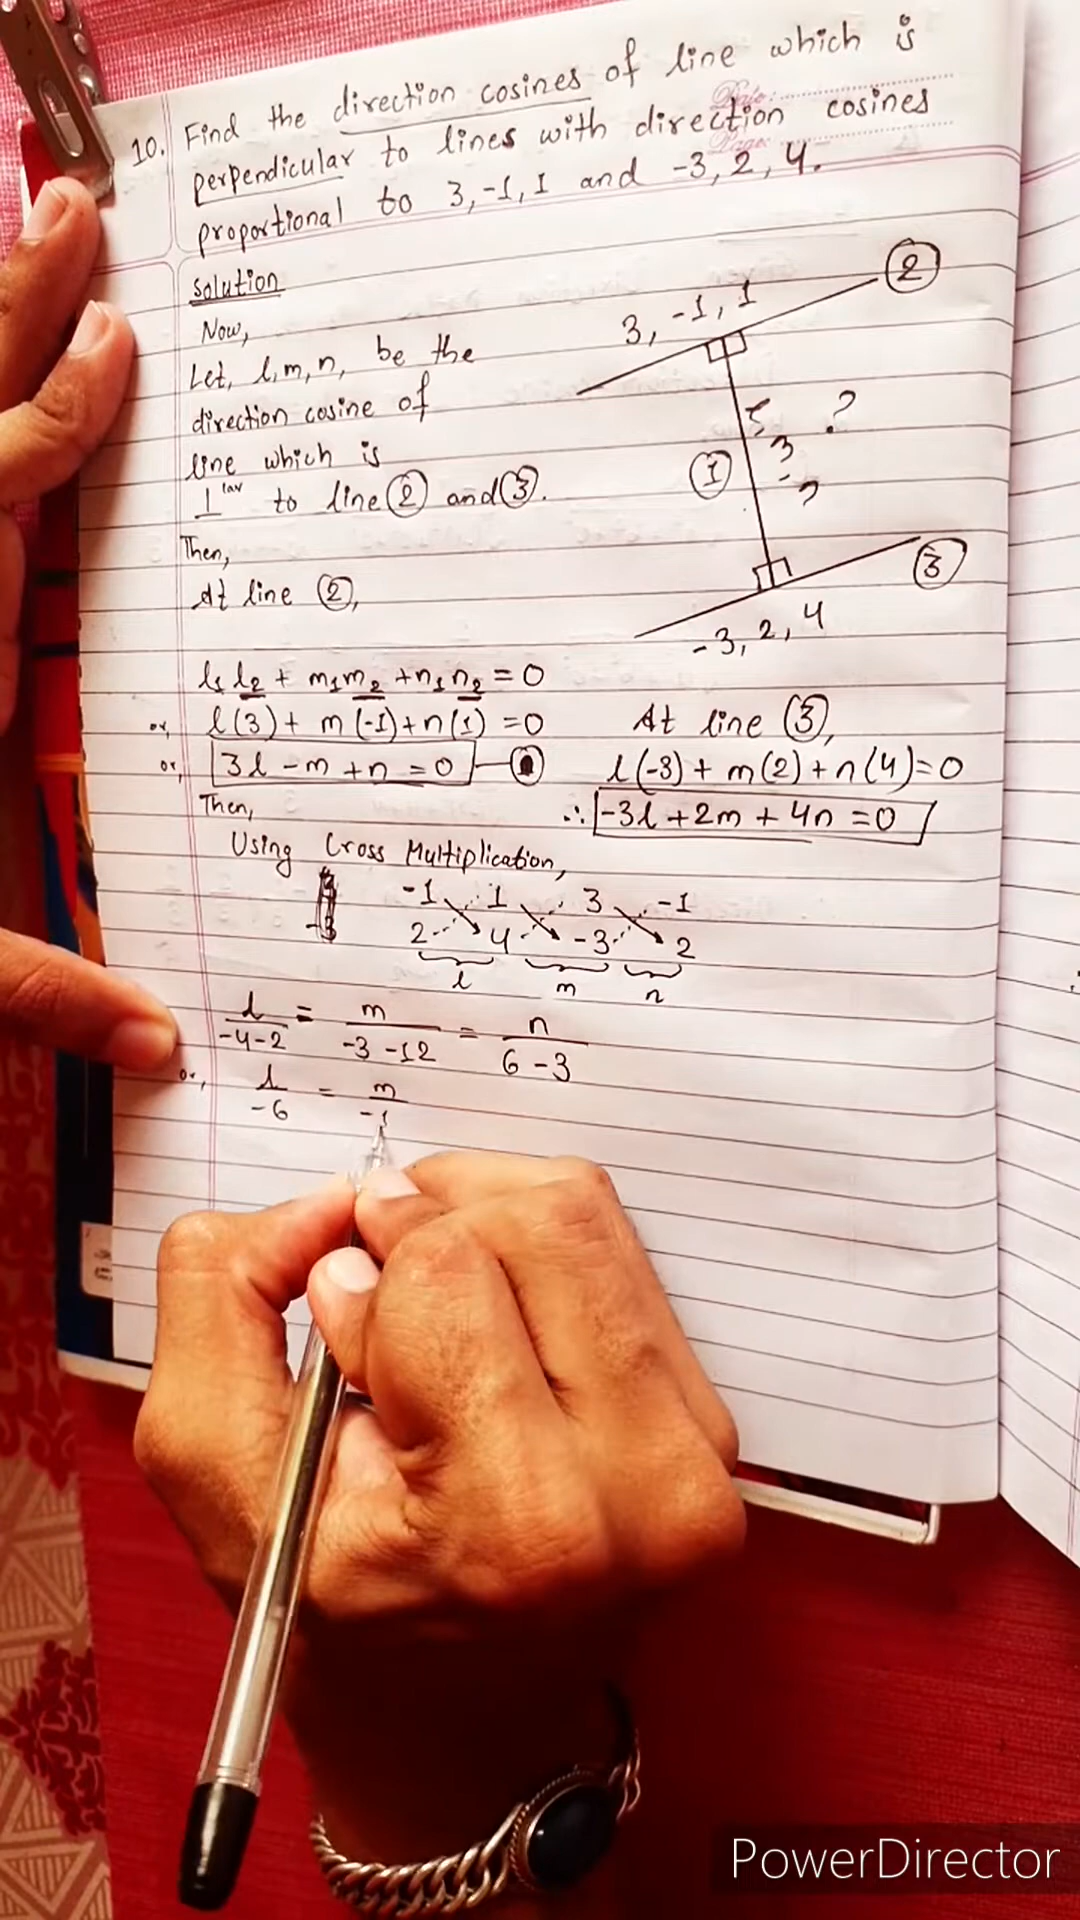 10. Find the direction cosines of line which is
perpendicular to lines with direction cosines
proportional to 3, -1, 1 and -3, 2, 4.
Date:
Page:
solution
Now,
Let, l, m, n, be the
direction cosine of
line which is
⊥lar to line ② and ③.
3, -1, 1
②
①
l, m, n
?
③
-3, 2, 4
Then,
At line ②,
l1 l2 + m1m2 + n1n2 = 0
or, l(3) + m(-1) + n(1) = 0
or, 3l - m + n = 0
At line ③,
l(-3) + m(2) + n(4) = 0
∴ -3l + 2m + 4n = 0
Then,
Using Cross Multiplication,
-1 1 3 -1
2 4 -3 2
l m n
l/-4-2 = m/-3-12 = n/6-3
or, l/-6 = m/-1
PowerDirector